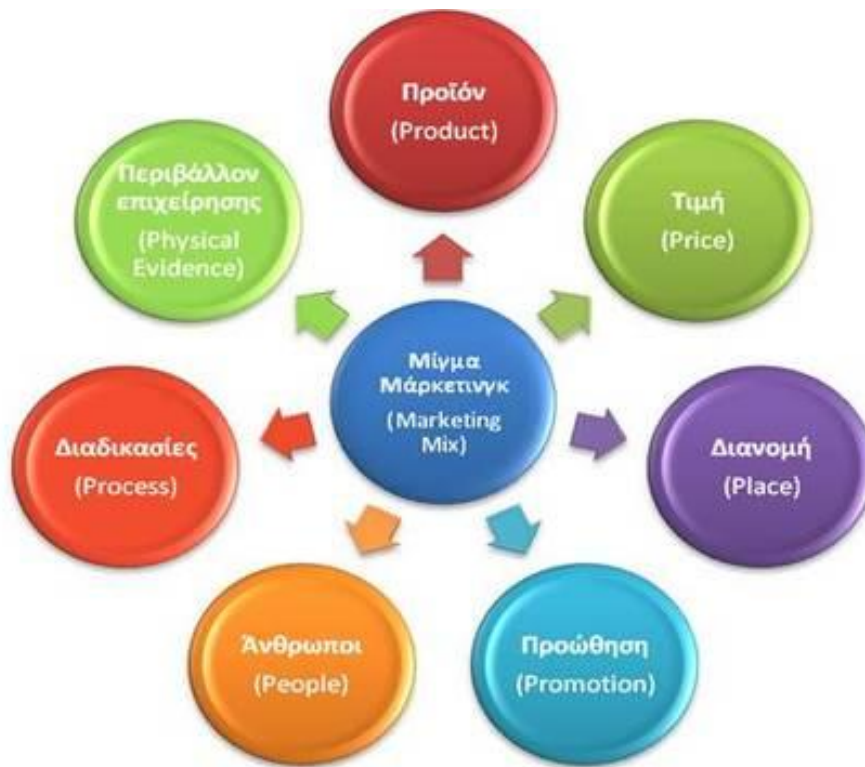 Προϊόν
(Product)
Τιμή
(Price)
Διανομή
(Place)
Προώθηση
(Promotion)
Άνθρωποι
(People)
Διαδικασίες
(Process)
Περιβάλλον
επιχείρησης
(Physical
Evidence)
Μίγμα
Μάρκετινγκ
(Marketing
Mix)